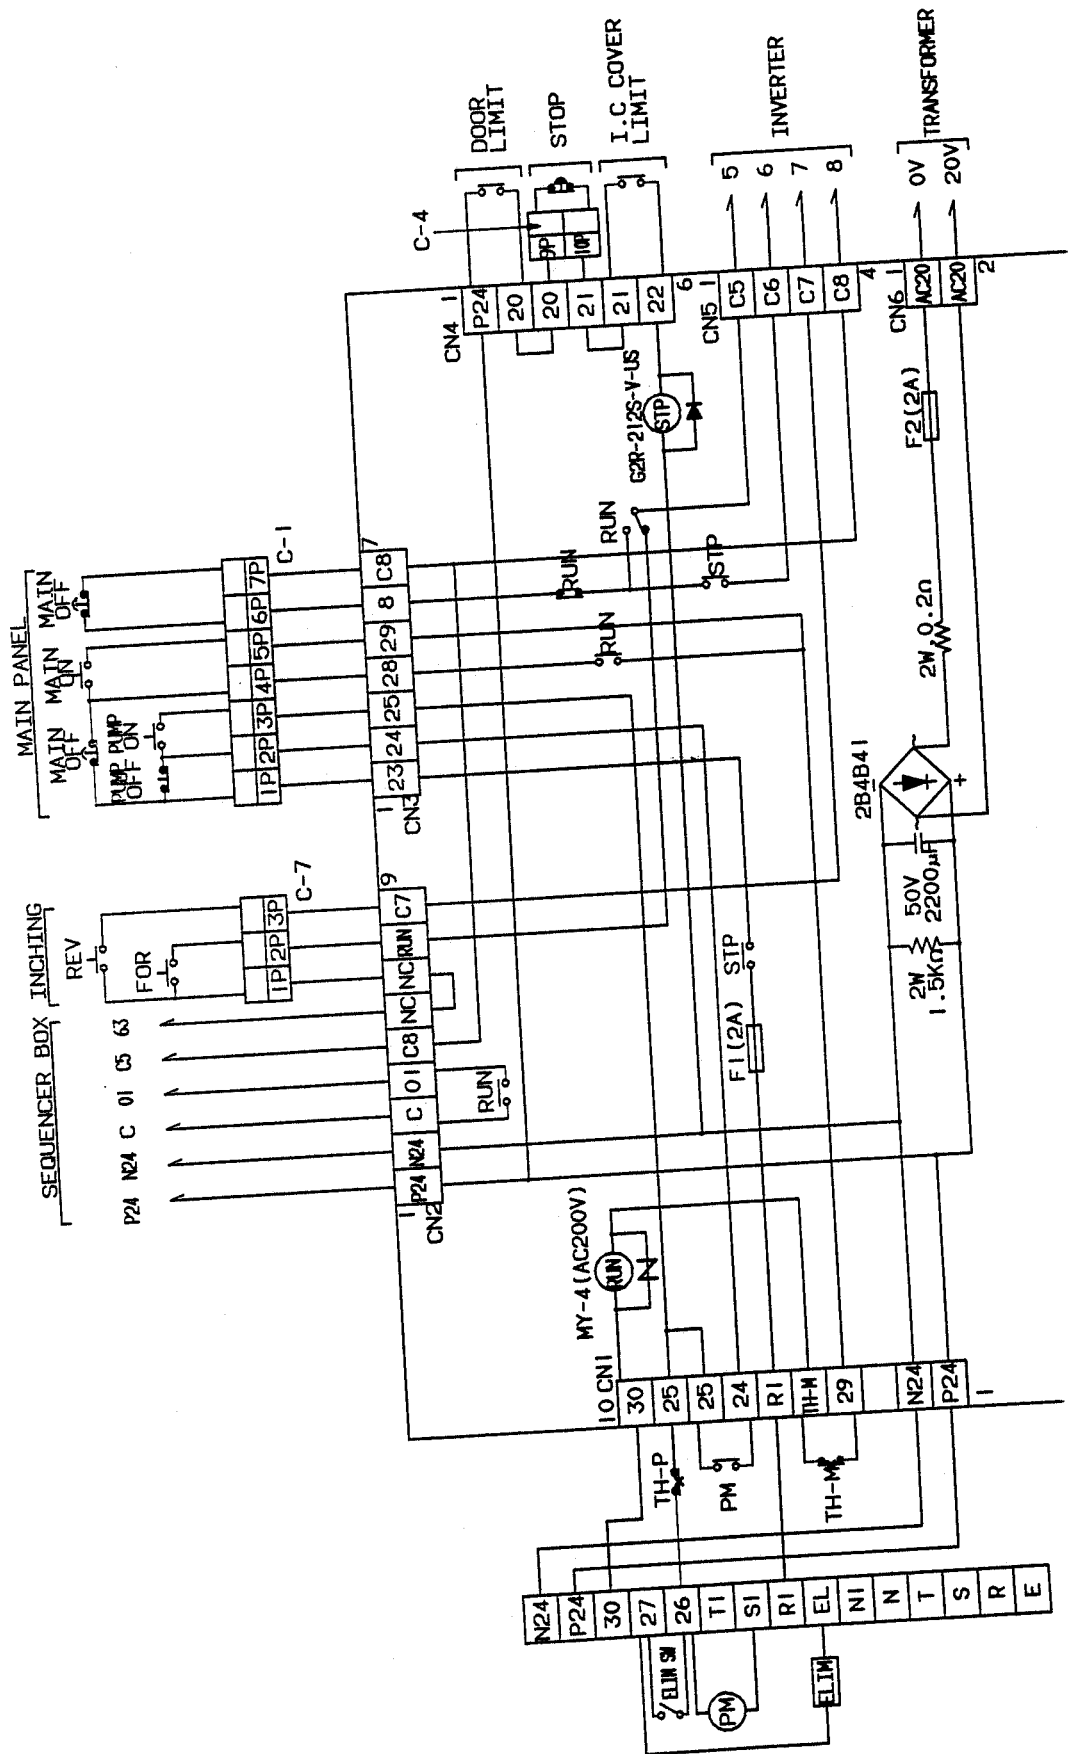 MAIN PANEL
MAIN
OFF
MAIN
ON
MAIN
OFF
PUMP
OFF
PUMP
ON
1P 2P 3P 4P 5P 6P 7P
C-1
1
CN3
23 24 25 28 29 8 C8
7
SEQUENCER BOX
INCHING
P24 N24 C 01 C5 63
FOR
REV
1P 2P 3P
C-7
1
CN2
P24 N24 C 01 C8 NC NC RUN C7
9
RUN
DOOR
LIMIT
STOP
I.C COVER
LIMIT
C-4
9P
10P
CN4
1
P24
20
20
21
21
22
6
INVERTER
5
6
7
8
CN5
1
C5
C6
C7
C8
4
TRANSFORMER
0V
20V
CN6
1
AC20
AC20
2
G2R-212S-V-US
STP
RUN
RUN
RUN
STP
F2(2A)
2W 0.2Ω
2B4B41
~
~
+
50V
2200μF
2W
1.5KΩ
F1(2A)
STP
MY-4(AC200V)
RUN
10 CN1
30
25
25
24
R1
TH-M
29
N24
P24
1
TH-P
PM
TH-M
N24
P24
30
27
26
T1
S1
R1
EL
N1
N
T
S
R
E
ELIM SW
PM
ELIM